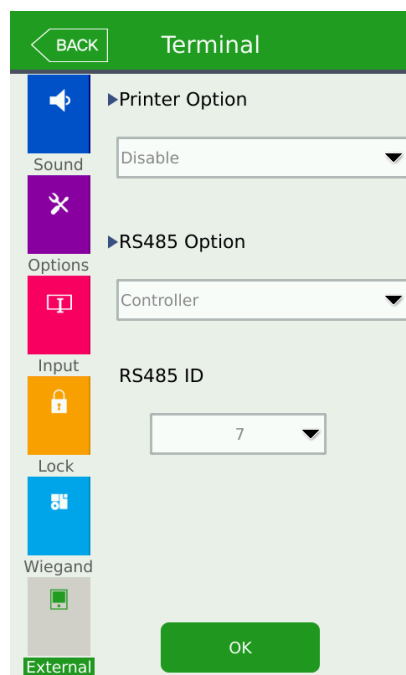 BACK
Terminal
Sound
Options
Input
Lock
Wiegand
External
Printer Option
Disable
RS485 Option
Controller
RS485 ID
7
OK